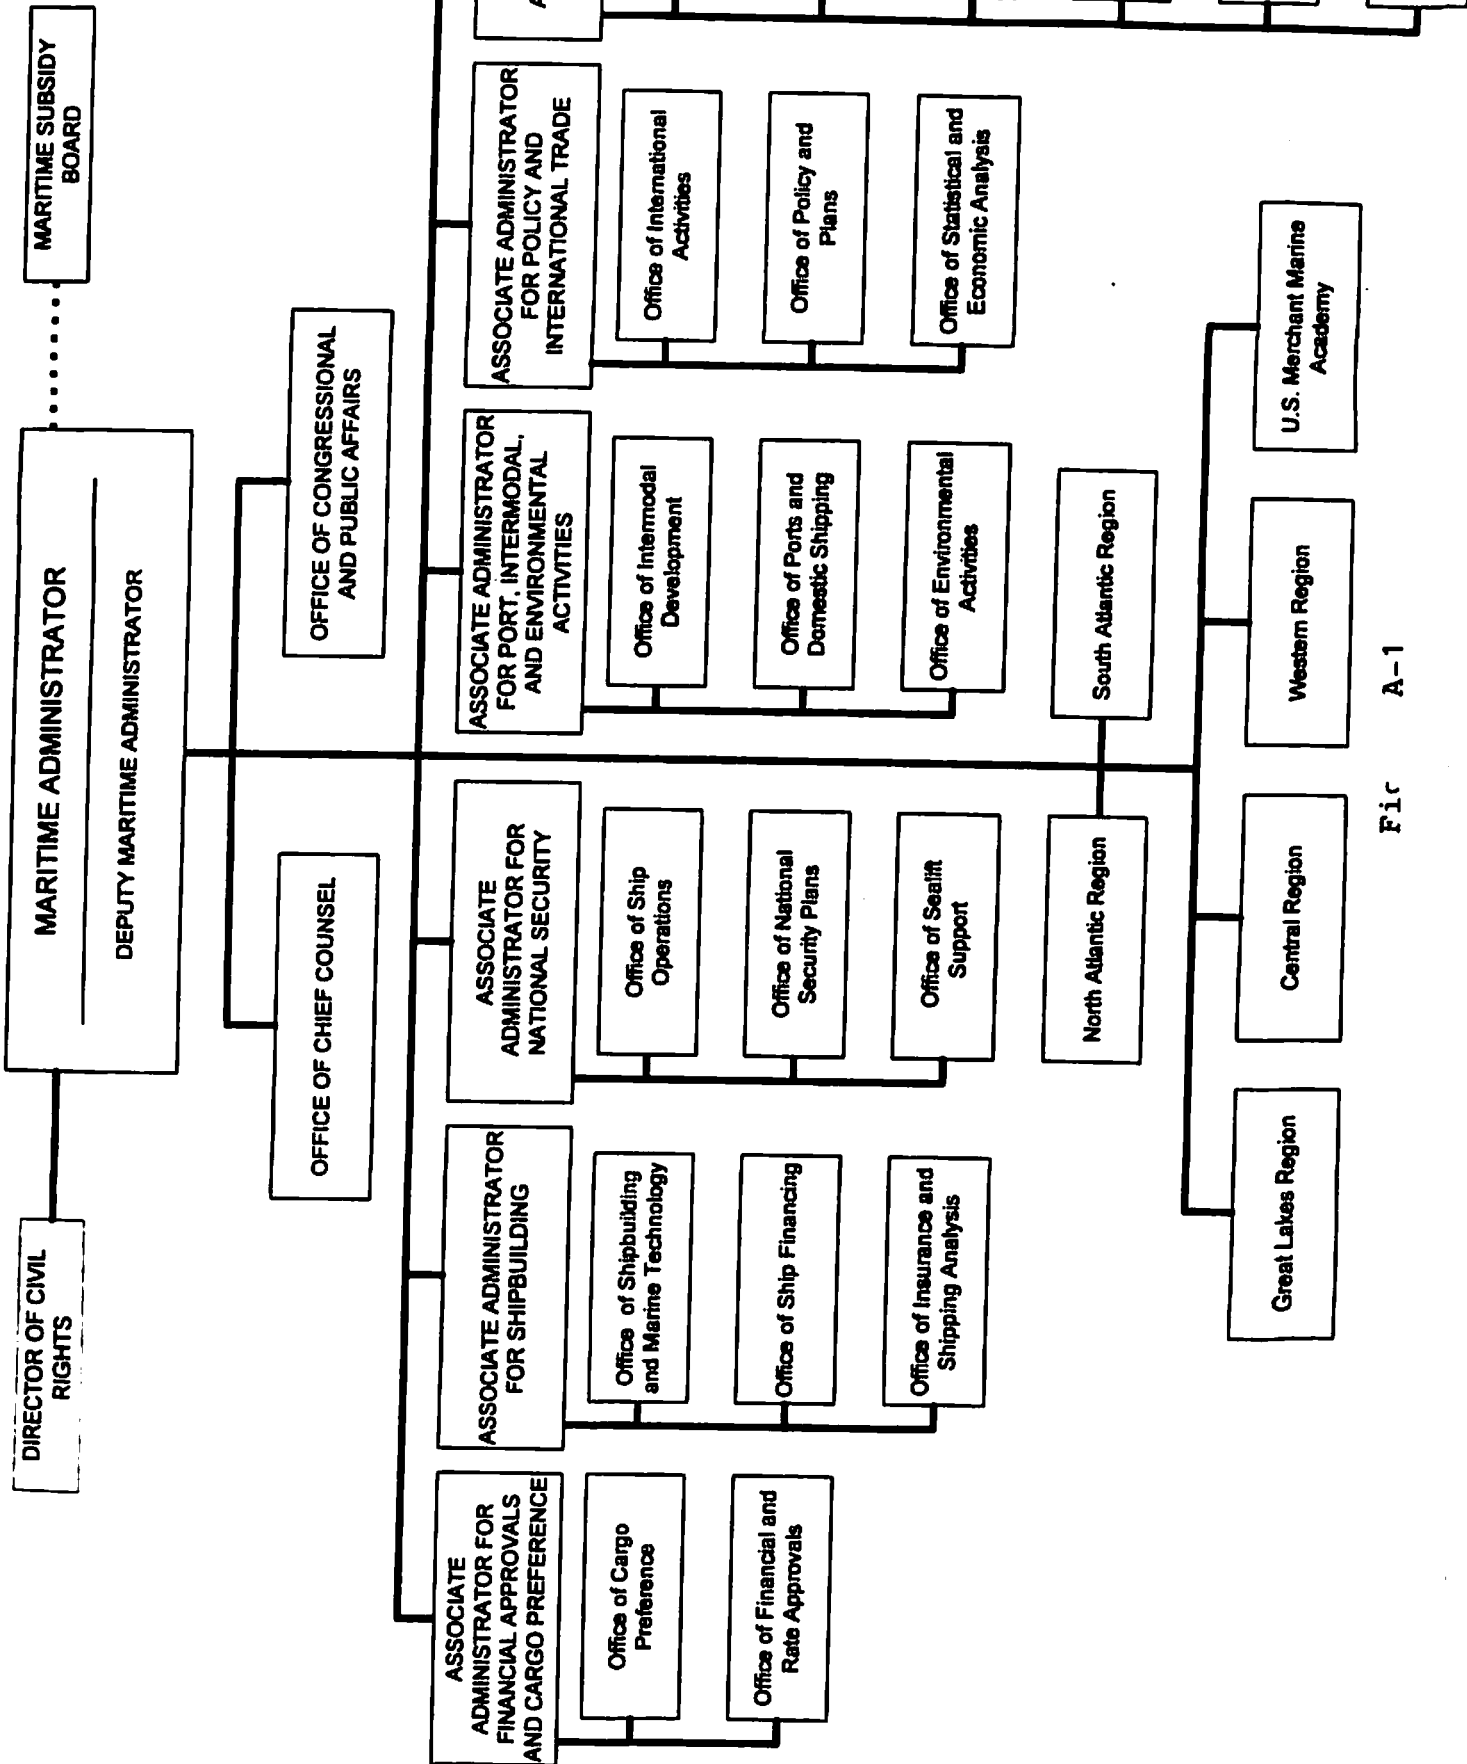 MARITIME SUBSIDY
BOARD
MARITIME ADMINISTRATOR
DEPUTY MARITIME ADMINISTRATOR
DIRECTOR OF CIVIL
RIGHTS
OFFICE OF CHIEF COUNSEL
OFFICE OF CONGRESSIONAL
AND PUBLIC AFFAIRS
ASSOCIATE
ADMINISTRATOR FOR
FINANCIAL APPROVALS
AND CARGO PREFERENCE
Office of Cargo
Preference
Office of Financial and
Rate Approvals
ASSOCIATE ADMINISTRATOR
FOR SHIPBUILDING
Office of Shipbuilding
and Marine Technology
Office of Ship Financing
Office of Insurance and
Shipping Analysis
ASSOCIATE
ADMINISTRATOR FOR
NATIONAL SECURITY
Office of Ship
Operations
Office of National
Security Plans
Office of Sealift
Support
ASSOCIATE ADMINISTRATOR
FOR PORT, INTERMODAL,
AND ENVIRONMENTAL
ACTIVITIES
Office of Intermodal
Development
Office of Ports and
Domestic Shipping
Office of Environmental
Activities
ASSOCIATE ADMINISTRATOR
FOR POLICY AND
INTERNATIONAL TRADE
Office of International
Activities
Office of Policy and
Plans
Office of Statistical and
Economic Analysis
North Atlantic Region
South Atlantic Region
Great Lakes Region
Central Region
Western Region
U.S. Merchant Marine
Academy
A-1